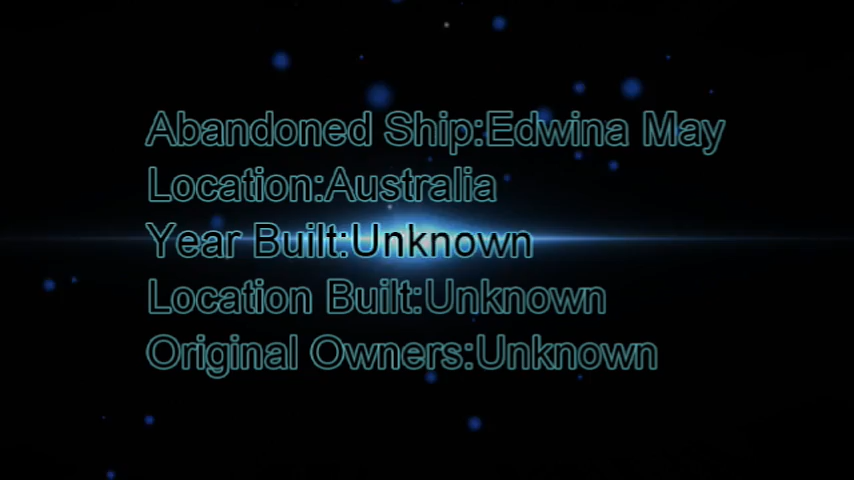 Abandoned Ship:Edwina May
Location:Australia
Year Built:Unknown
Location Built:Unknown
Original Owners:Unknown